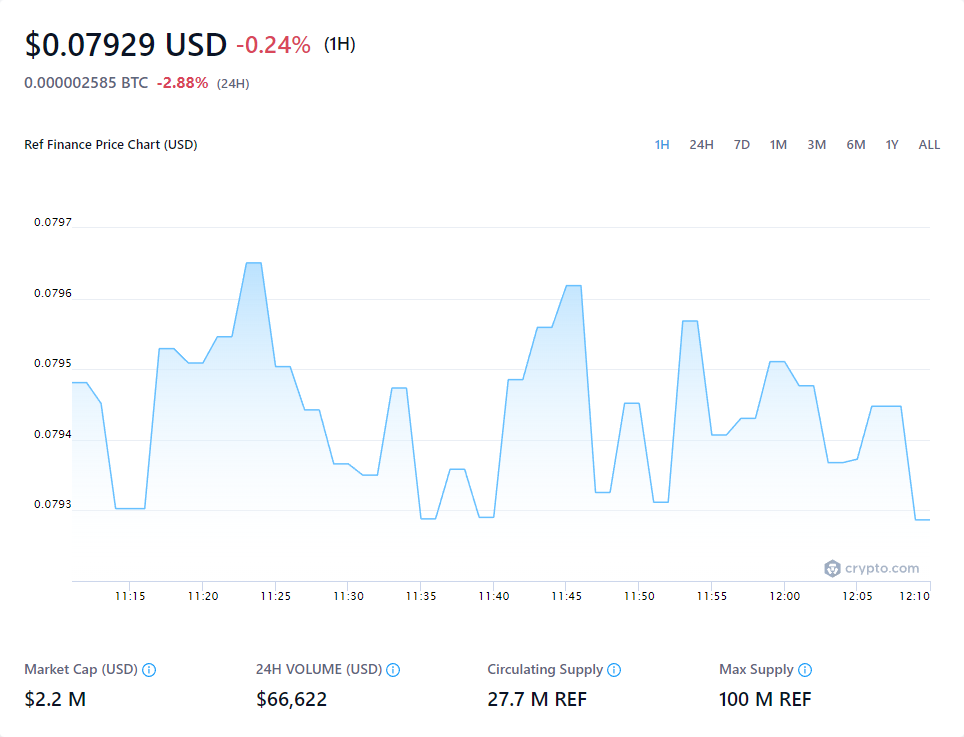 $0.07929 USD -0.24% (1H)
0.000002585 BTC -2.88% (24H)
Ref Finance Price Chart (USD) 1H 24H 7D 1M 3M 6M 1Y ALL
0.0797
0.0796
0.0795
0.0794
0.0793
crypto.com
11:15 11:20 11:25 11:30 11:35 11:40 11:45 11:50 11:55 12:00 12:05 12:10
Market Cap (USD) 24H VOLUME (USD) Circulating Supply Max Supply
$2.2 M $66,622 27.7 M REF 100 M REF